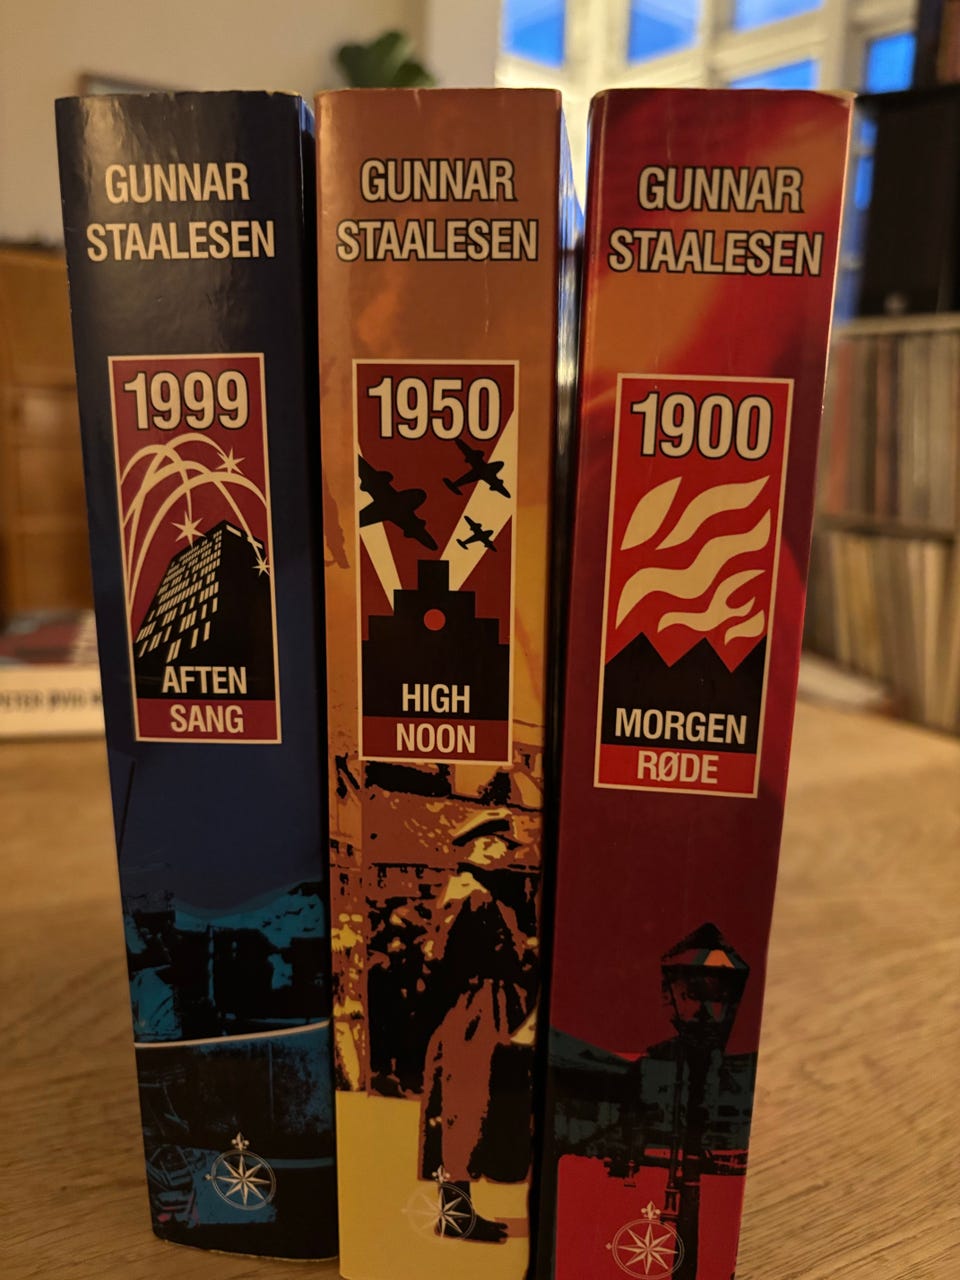 GUNNAR
STAALESEN
1999
AFTEN
SANG
GUNNAR
STAALESEN
1950
HIGH
NOON
GUNNAR
STAALESEN
1900
MORGEN
RØDE